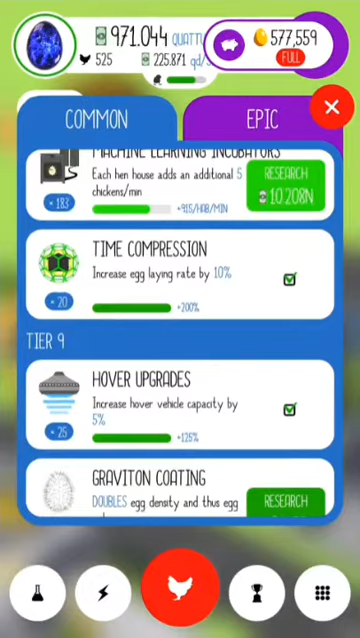 971.044 QUATTU
577,559
525
225.871 qd/s
FULL
COMMON
EPIC
MACHINE LEARNING INCUBATORS
Each hen house adds an additional 5
chickens/min
RESEARCH
10.208N
× 183
+915/HAB/MIN
TIME COMPRESSION
Increase egg laying rate by 10%
× 20
+200%
TIER 9
HOVER UPGRADES
Increase hover vehicle capacity by
5%
× 25
+125%
GRAVITON COATING
DOUBLES egg density and thus egg
RESEARCH